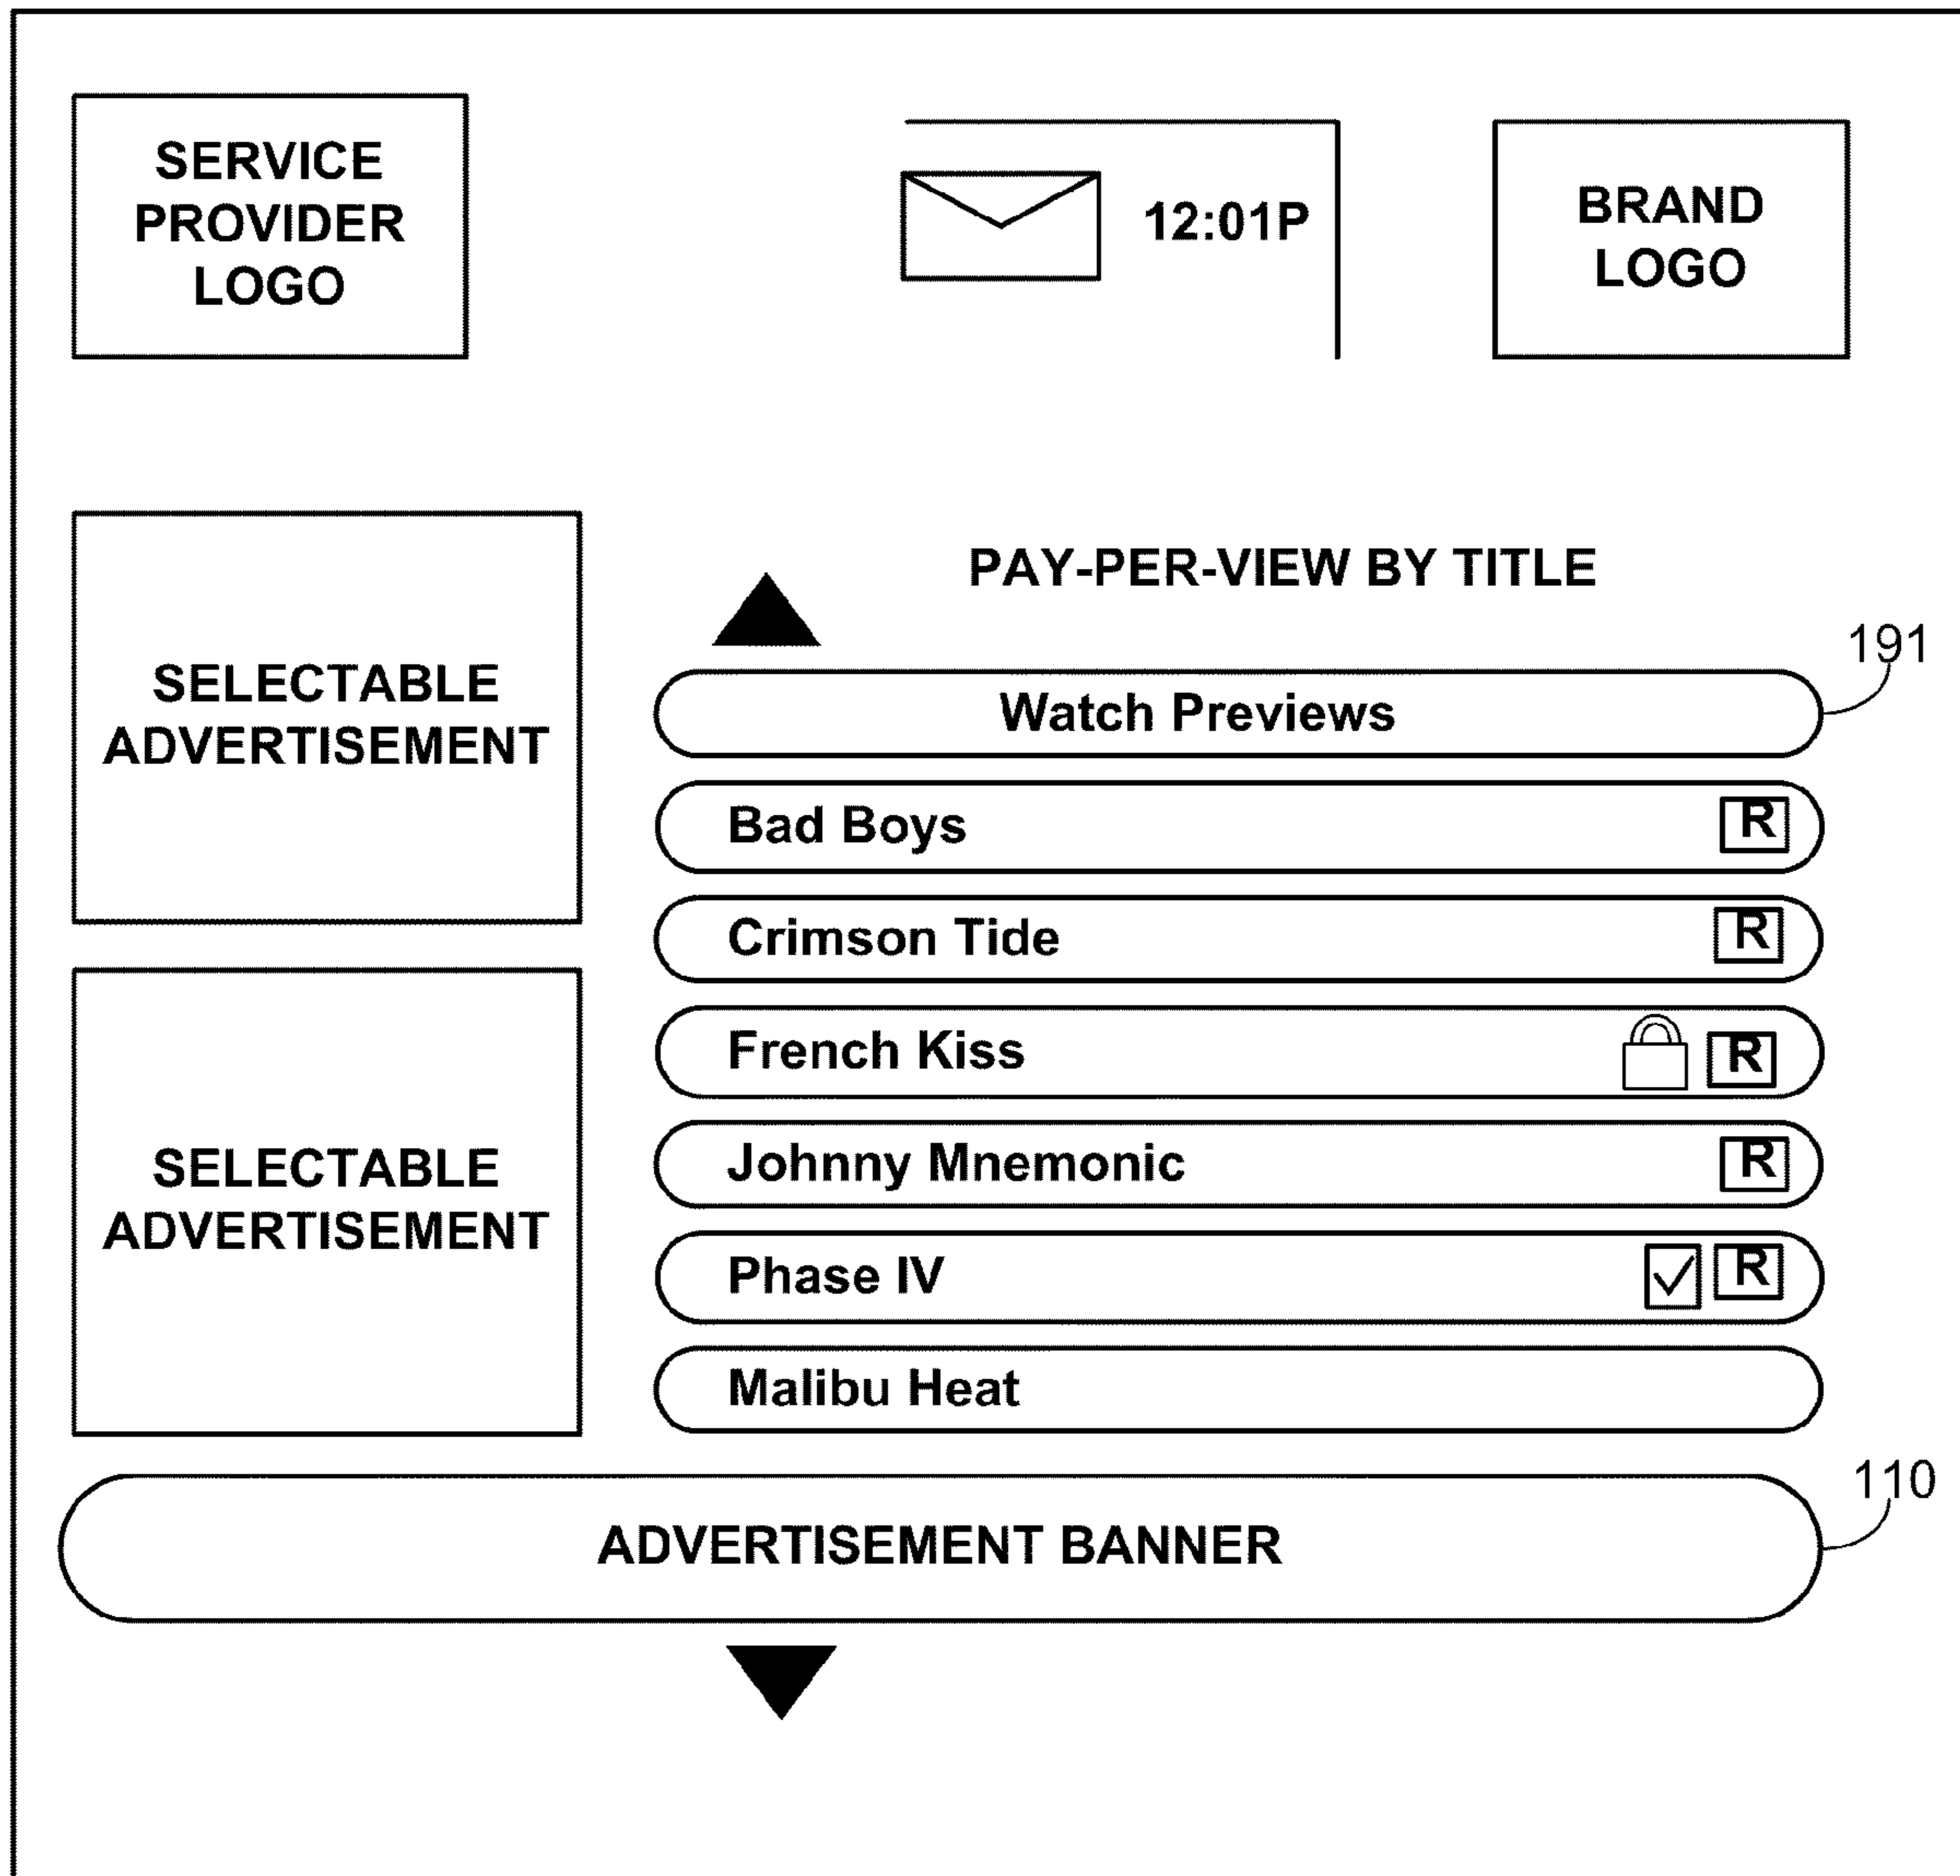 SERVICE
PROVIDER
LOGO
12:01P
BRAND
LOGO
SELECTABLE
ADVERTISEMENT
SELECTABLE
ADVERTISEMENT
PAY-PER-VIEW BY TITLE
191
Watch Previews
Bad Boys R
Crimson Tide R
French Kiss R
Johnny Mnemonic R
Phase IV R
Malibu Heat
110
ADVERTISEMENT BANNER